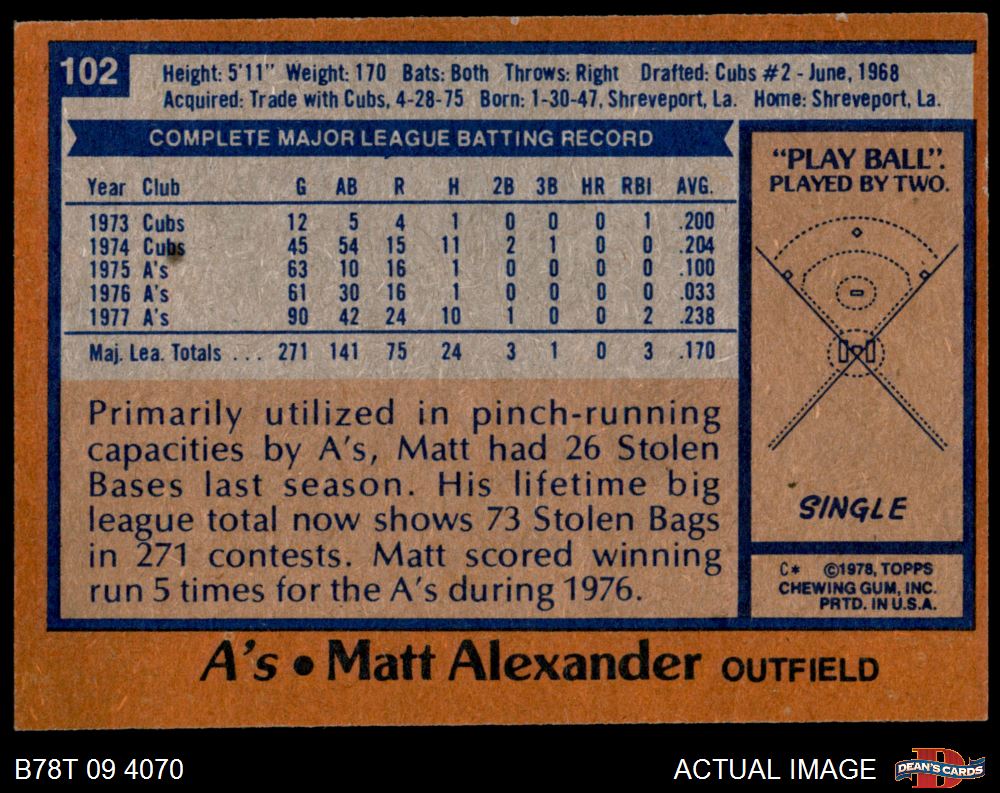 102
Height: 5'11" Weight: 170 Bats: Both Throws: Right Drafted: Cubs #2 - June, 1968
Acquired: Trade with Cubs, 4-28-75 Born: 1-30-47, Shreveport, La. Home: Shreveport, La.
COMPLETE MAJOR LEAGUE BATTING RECORD
Year Club G AB R H 2B 3B HR RBI AVG.
1973 Cubs 12 5 4 1 0 0 0 1 .200
1974 Cubs 45 54 15 11 2 1 0 0 .204
1975 A's 63 10 16 1 0 0 0 0 .100
1976 A's 61 30 16 1 0 0 0 0 .033
1977 A's 90 42 24 10 1 0 0 2 .238
Maj. Lea. Totals ... 271 141 75 24 3 1 0 3 .170
Primarily utilized in pinch-running
capacities by A's, Matt had 26 Stolen
Bases last season. His lifetime big
league total now shows 73 Stolen Bags
in 271 contests. Matt scored winning
run 5 times for the A's during 1976.
"PLAY BALL".
PLAYED BY TWO.
SINGLE
C* ©1978, TOPPS
CHEWING GUM, INC.
PRTD. IN U.S.A.
A's • Matt Alexander OUTFIELD
B78T 09 4070
ACTUAL IMAGE
D
DEAN'S CARDS